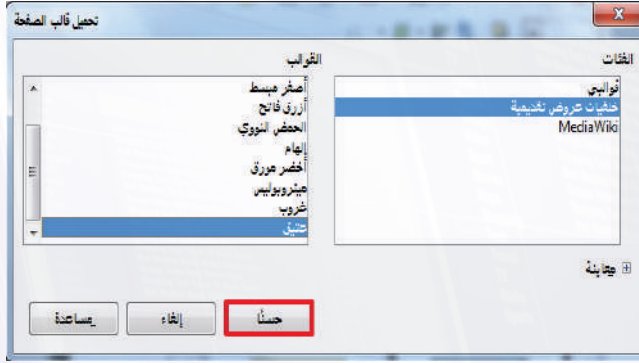 تحميل قالب الصفحة
الفئات
قوالبي
خلفيات عروض تقديمية
MediaWiki
القوالب
أصفر مبسط
أزرق فاتح
الحمض النووي
إلهام
أخضر مورق
ميتروبوليس
غروب
عتيق
معاينة
حسنًا
إلغاء
مساعدة